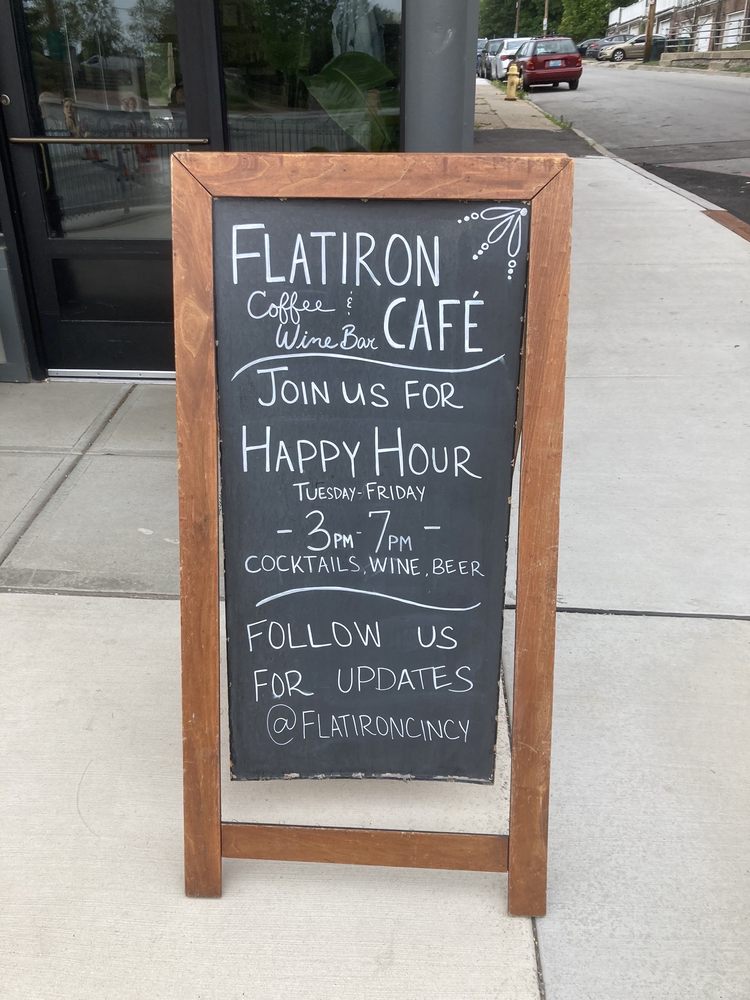 FLATIRON
Coffee &
Wine Bar CAFÉ
JOIN US FOR
HAPPY HOUR
TUESDAY-FRIDAY
- 3PM-7PM -
COCKTAILS, WINE, BEER
FOLLOW US
FOR UPDATES
@FLATIRONCINCY